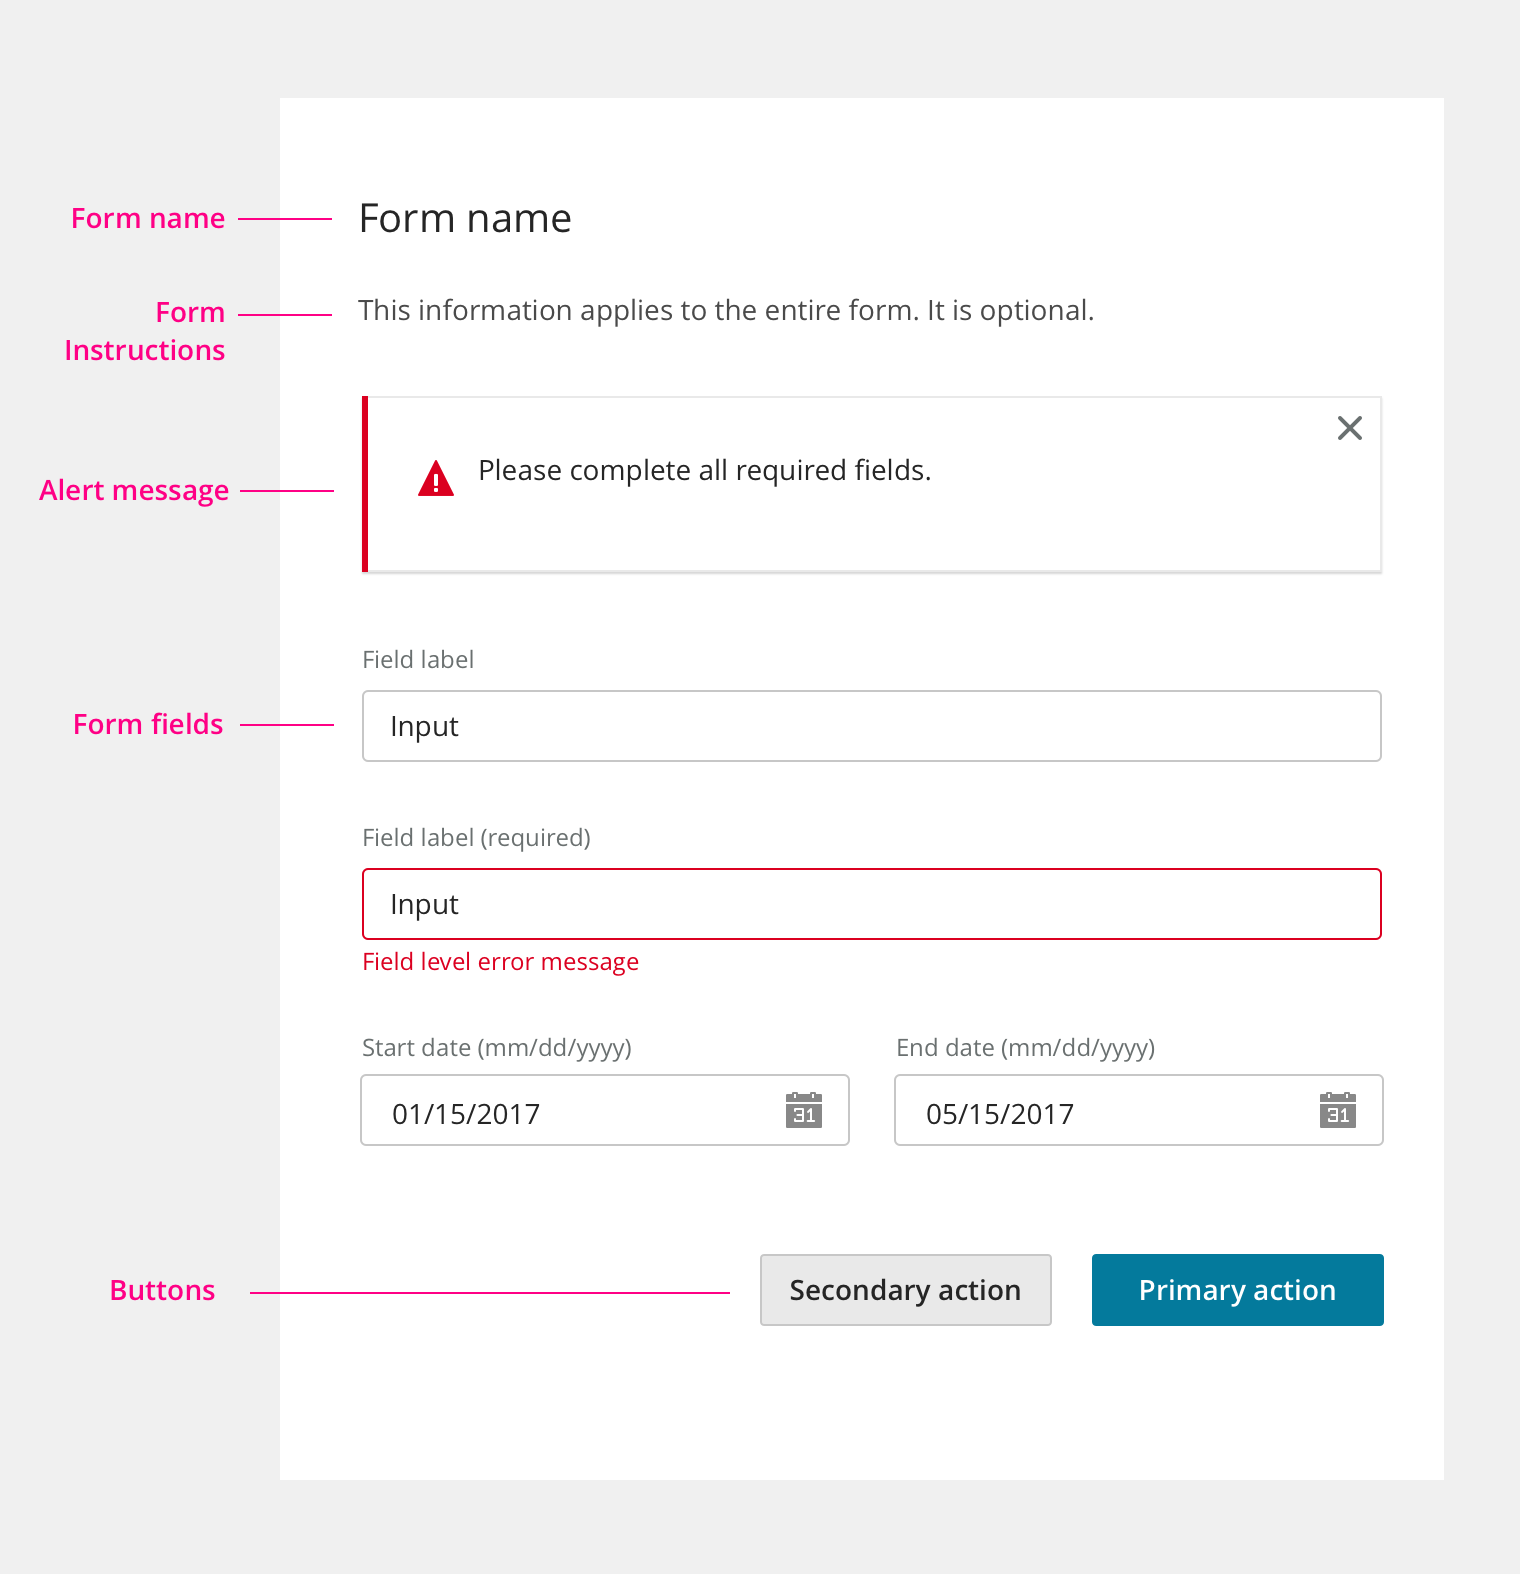 Form name
Form name
Form
Instructions
This information applies to the entire form. It is optional.
Alert message
Please complete all required fields.
Field label
Form fields
Input
Field label (required)
Input
Field level error message
Start date (mm/dd/yyyy)
End date (mm/dd/yyyy)
01/15/2017
31
05/15/2017
31
Buttons
Secondary action
Primary action